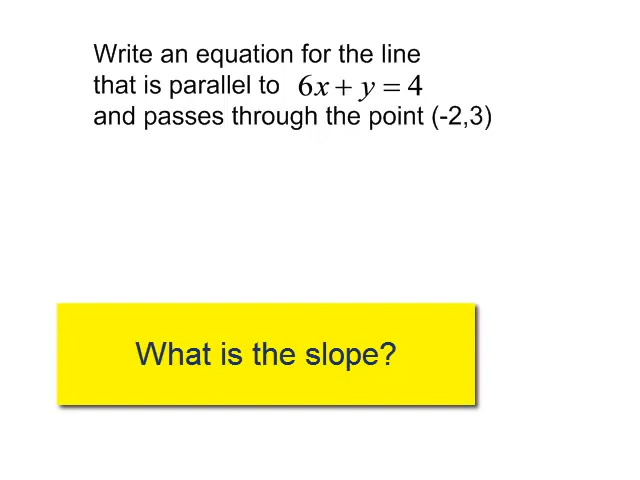 Write an equation for the line
that is parallel to 6x + y = 4
and passes through the point (-2,3)
What is the slope?